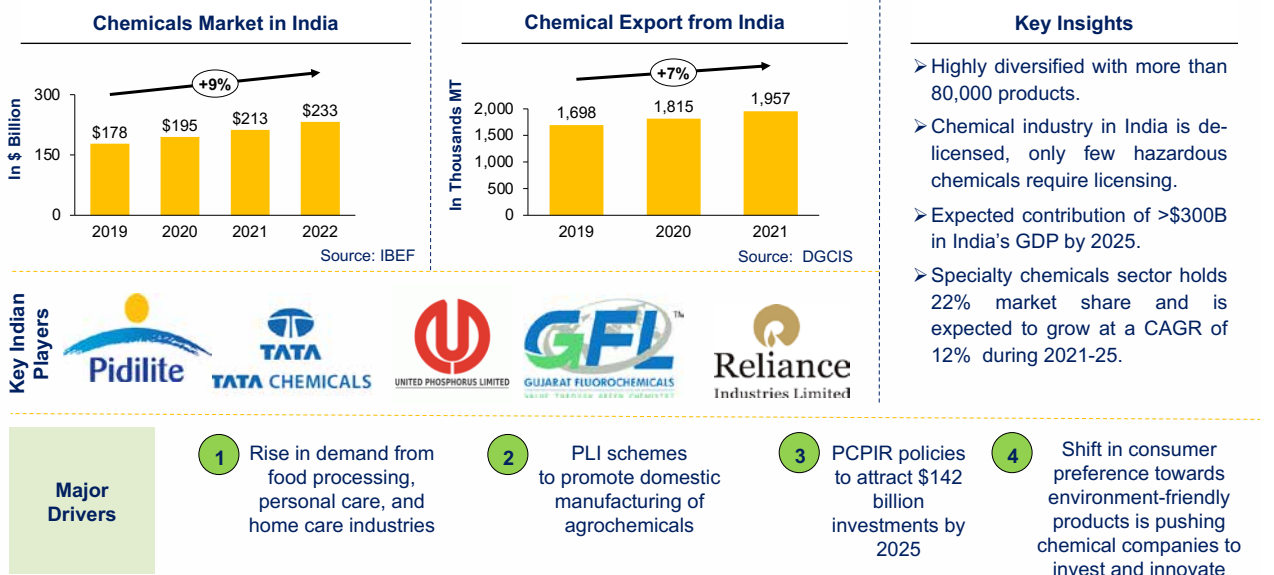 Chemicals Market in India
+9%
In $ Billion
300
150
0
$178
$195
$213
$233
2019
2020
2021
2022
Source: IBEF
Chemical Export from India
+7%
In Thousands MT
2,000
1,500
1,000
500
0
1,698
1,815
1,957
2019
2020
2021
Source: DGCIS
Key Insights
➢Highly diversified with more than
80,000 products.
➢Chemical industry in India is de-
licensed, only few hazardous
chemicals require licensing.
➢Expected contribution of >$300B
in India's GDP by 2025.
➢Specialty chemicals sector holds
22% market share and is
expected to grow at a CAGR of
12% during 2021-25.
Key Indian
Players
Pidilite
TATA
TATA CHEMICALS
UNITED PHOSPHORUS LIMITED
GFL
™
GUJARAT FLUOROCHEMICALS
VALUE THROUGH GREEN CHEMISTRY
Reliance
Industries Limited
Major
Drivers
1
Rise in demand from
food processing,
personal care, and
home care industries
2
PLI schemes
to promote domestic
manufacturing of
agrochemicals
3
PCPIR policies
to attract $142
billion
investments by
2025
4
Shift in consumer
preference towards
environment-friendly
products is pushing
chemical companies to
invest and innovate